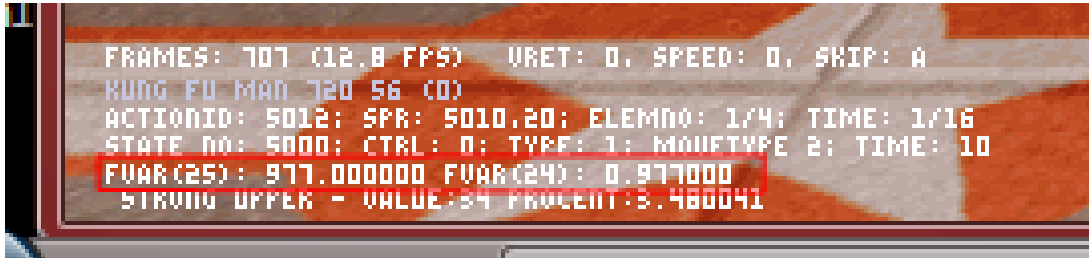 FRAMES: 707 (12.8 FPS) VRET: 0, SPEED: 0, SKIP: A
KUNG FU MAN 720 56 (0)
ACTIONID: 5012; SPR: 5010,20; ELEMNO: 1/4; TIME: 1/16
STATE NO: 5000; CTRL: 0; TYPE: 1; MOVETYPE 2; TIME: 10
FVAR(25): 977.000000 FVAR(24): 0.977000
STRONG UPPER - VALUE:34 PROCENT:3.480041